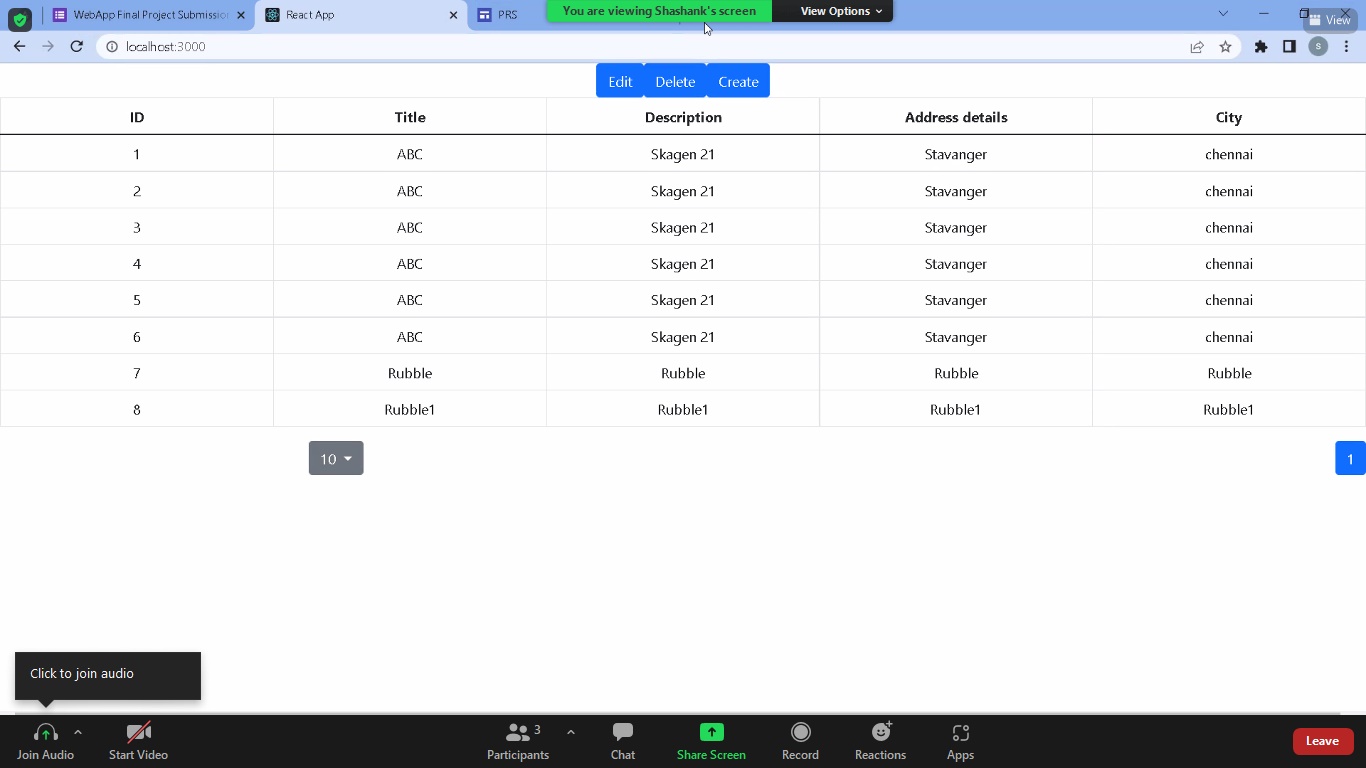 WebApp Final Project Submission
React App
PRS
You are viewing Shashank's screen
View Options
View
localhost:3000
S
Edit Delete Create
ID Title Description Address details City
1 ABC Skagen 21 Stavanger chennai
2 ABC Skagen 21 Stavanger chennai
3 ABC Skagen 21 Stavanger chennai
4 ABC Skagen 21 Stavanger chennai
5 ABC Skagen 21 Stavanger chennai
6 ABC Skagen 21 Stavanger chennai
7 Rubble Rubble Rubble Rubble
8 Rubble1 Rubble1 Rubble1 Rubble1
10 1
Click to join audio
3
Join Audio Start Video Participants Chat Share Screen Record Reactions Apps Leave